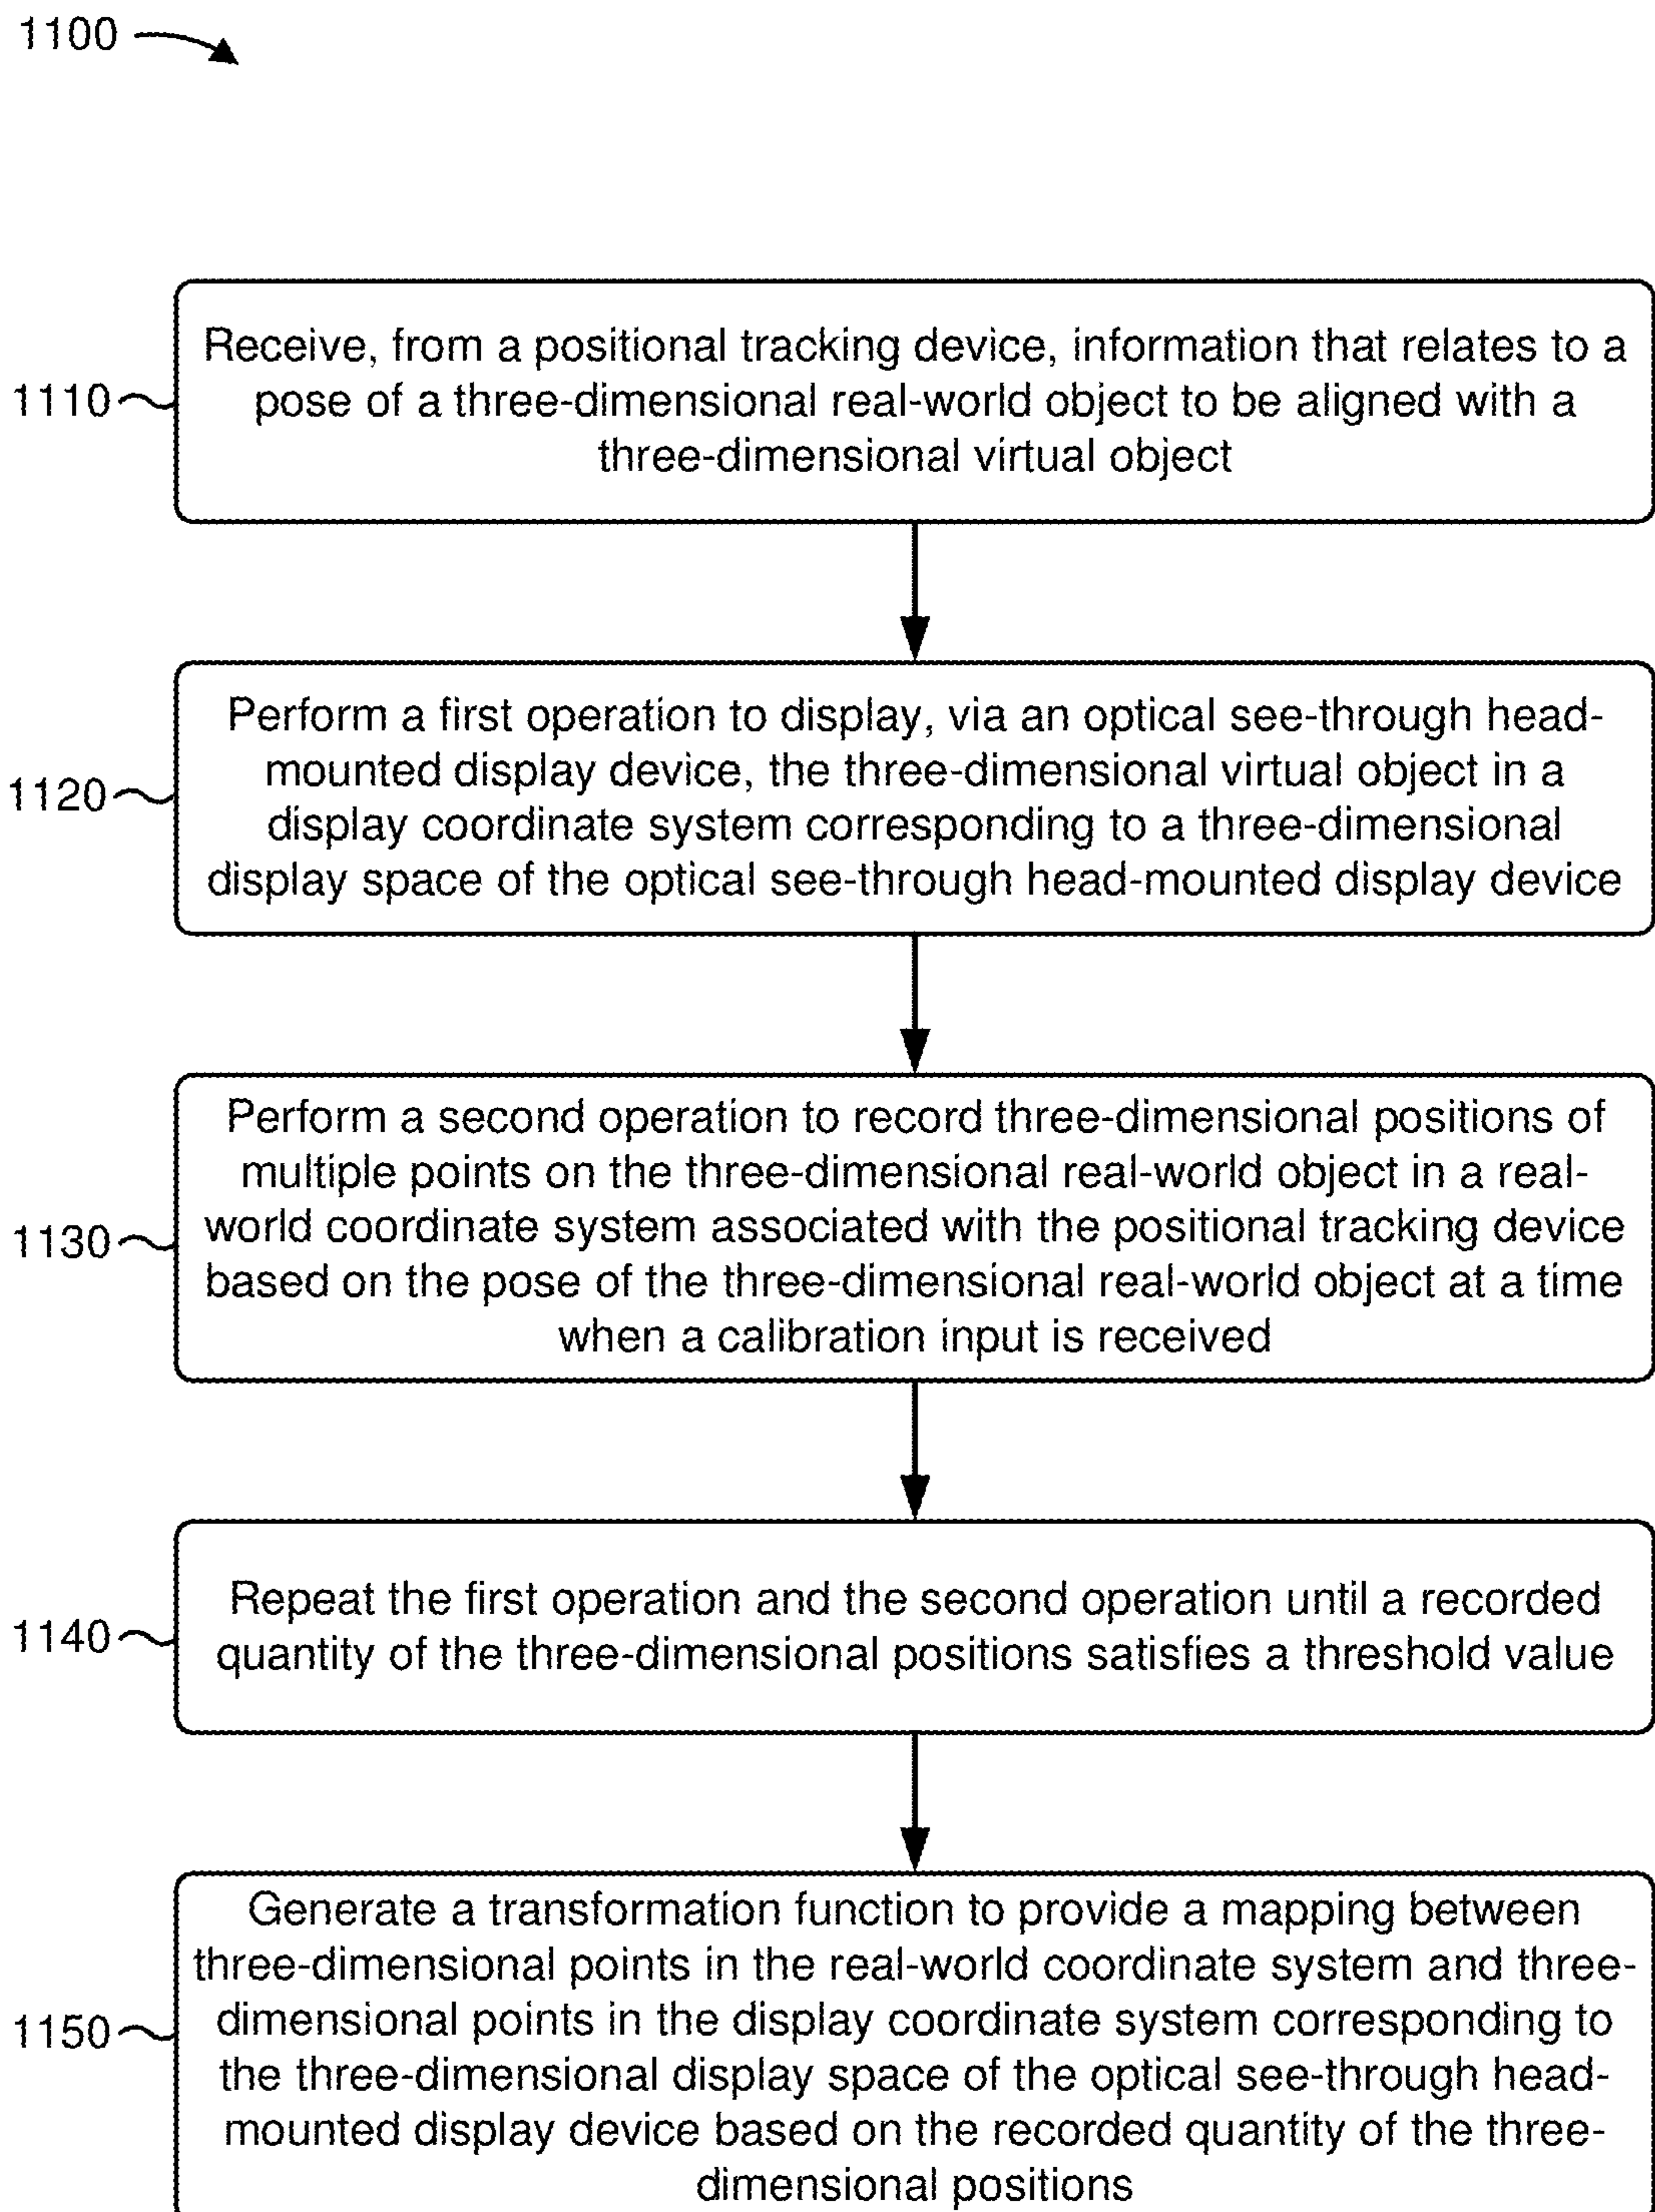 1100
Receive, from a positional tracking device, information that relates to a
1110
pose of a three-dimensional real-world object to be aligned with a
three-dimensional virtual object
Perform a first operation to display, via an optical see-through head-
mounted display device, the three-dimensional virtual object in a
1120
display coordinate system corresponding to a three-dimensional
display space of the optical see-through head-mounted display device
Perform a second operation to record three-dimensional positions of
multiple points on the three-dimensional real-world object in a real-
1130
world coordinate system associated with the positional tracking device
based on the pose of the three-dimensional real-world object at a time
when a calibration input is received
Repeat the first operation and the second operation until a recorded
1140
quantity of the three-dimensional positions satisfies a threshold value
Generate a transformation function to provide a mapping between
three-dimensional points in the real-world coordinate system and three-
1150
dimensional points in the display coordinate system corresponding to
the three-dimensional display space of the optical see-through head-
mounted display device based on the recorded quantity of the three-
dimensional positions